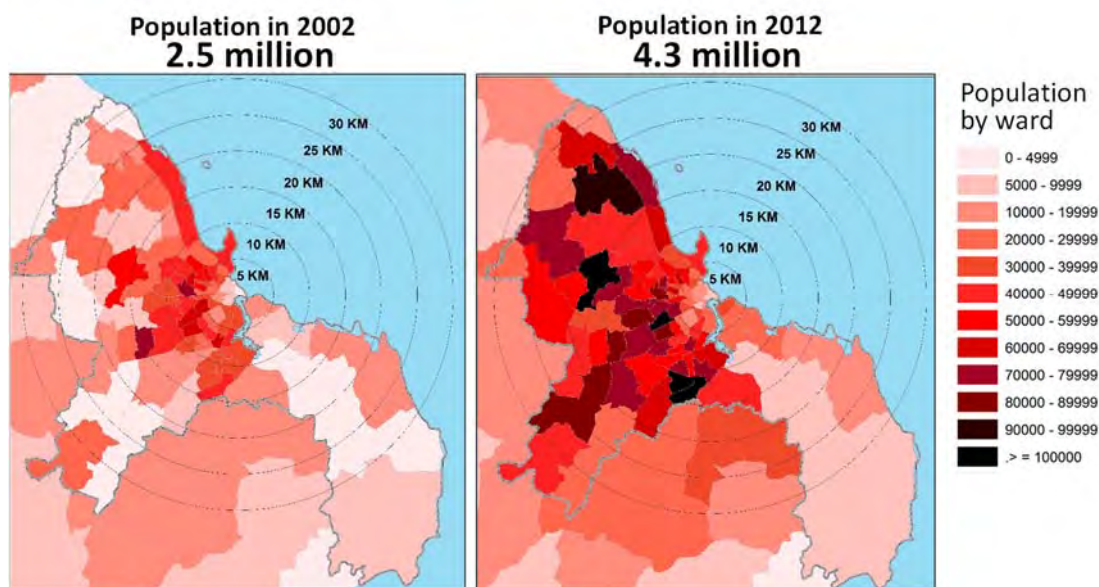 Population in 2002
2.5 million
30 KM
25 KM
20 KM
15 KM
10 KM
5 KM
Population in 2012
4.3 million
30 KM
25 KM
20 KM
15 KM
10 KM
5 KM
Population
by ward
0 - 4999
5000 - 9999
10000 - 19999
20000 - 29999
30000 - 39999
40000 - 49999
50000 - 59999
60000 - 69999
70000 - 79999
80000 - 89999
90000 - 99999
.> = 100000